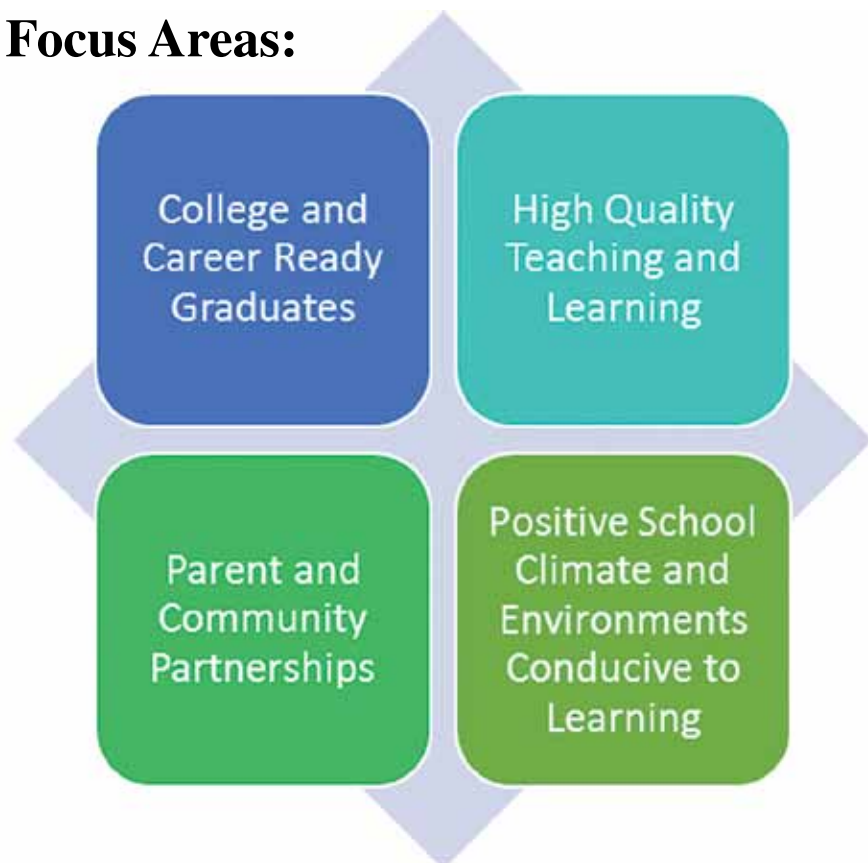 Focus Areas:
College and
Career Ready
Graduates
High Quality
Teaching and
Learning
Parent and
Community
Partnerships
Positive School
Climate and
Environments
Conducive to
Learning